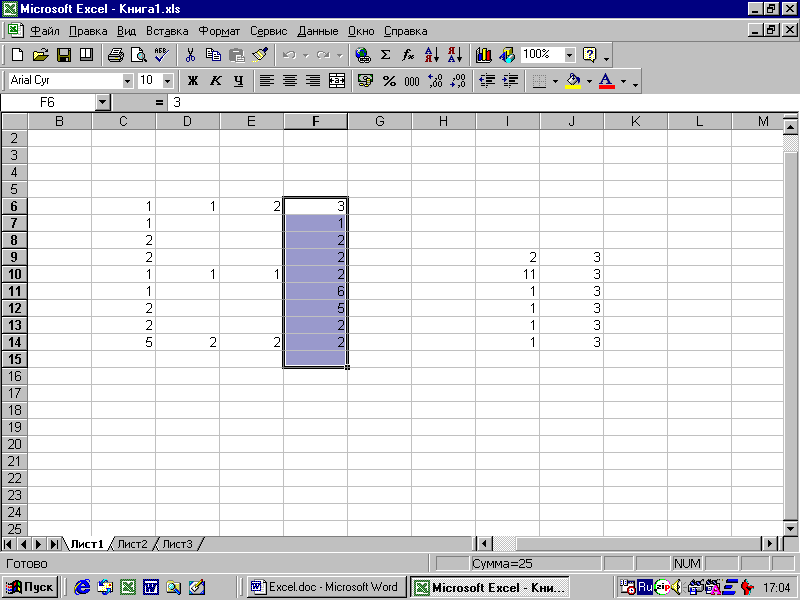 Microsoft Excel - Книга1.xls
Файл Правка Вид Вставка Формат Сервис Данные Окно Справка
100%
Arial Cyr 10 Ж К Ч % 000
F6 = 3
B C D E F G H I J K L M
2
3
4
5
6 1 1 2 3
7 1 1
8 2 2
9 2 2 2 3
10 1 1 1 2 11 3
11 1 6 1 3
12 2 5 1 3
13 2 2 1 3
14 5 2 2 2 1 3
15
16
17
18
19
20
21
22
23
24
25
Лист1 Лист2 Лист3
Готово Сумма=25 NUM
Пуск Excel.doc - Microsoft Word Microsoft Excel - Кни... Ru zip 17:04